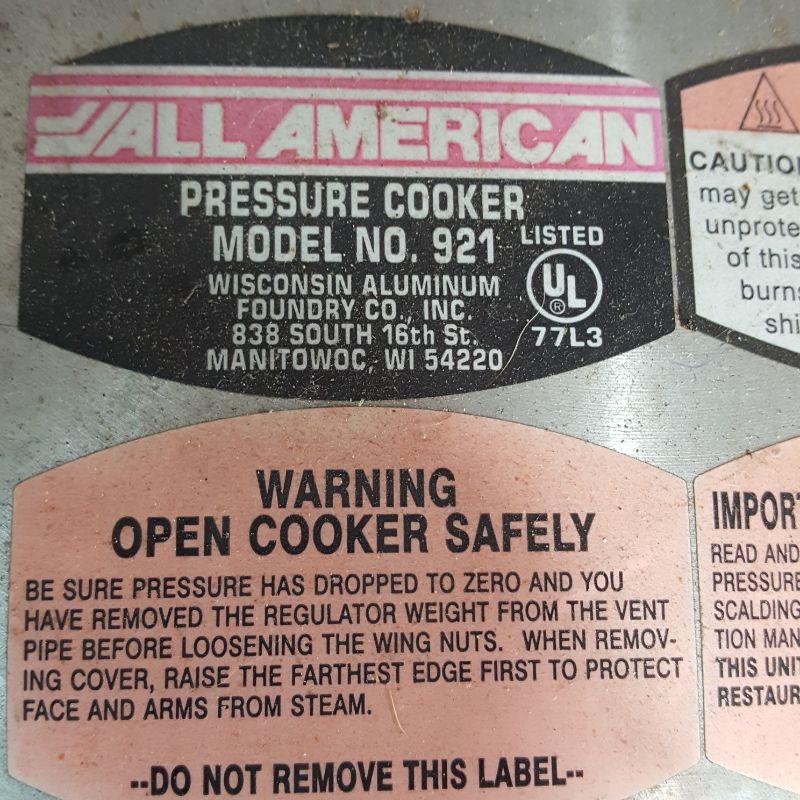 ALL AMERICAN
PRESSURE COOKER
MODEL NO. 921
LISTED
UL
®
77L3
WISCONSIN ALUMINUM
FOUNDRY CO., INC.
838 SOUTH 16th St.
MANITOWOC, WI 54220
CAUTION
may get
unprote
of this
burns
shi
WARNING
OPEN COOKER SAFELY
BE SURE PRESSURE HAS DROPPED TO ZERO AND YOU
HAVE REMOVED THE REGULATOR WEIGHT FROM THE VENT
PIPE BEFORE LOOSENING THE WING NUTS. WHEN REMOV-
ING COVER, RAISE THE FARTHEST EDGE FIRST TO PROTECT
FACE AND ARMS FROM STEAM.
--DO NOT REMOVE THIS LABEL--
IMPORT
READ AND
PRESSURE
SCALDING
TION MAN
THIS UNIT
RESTAUR